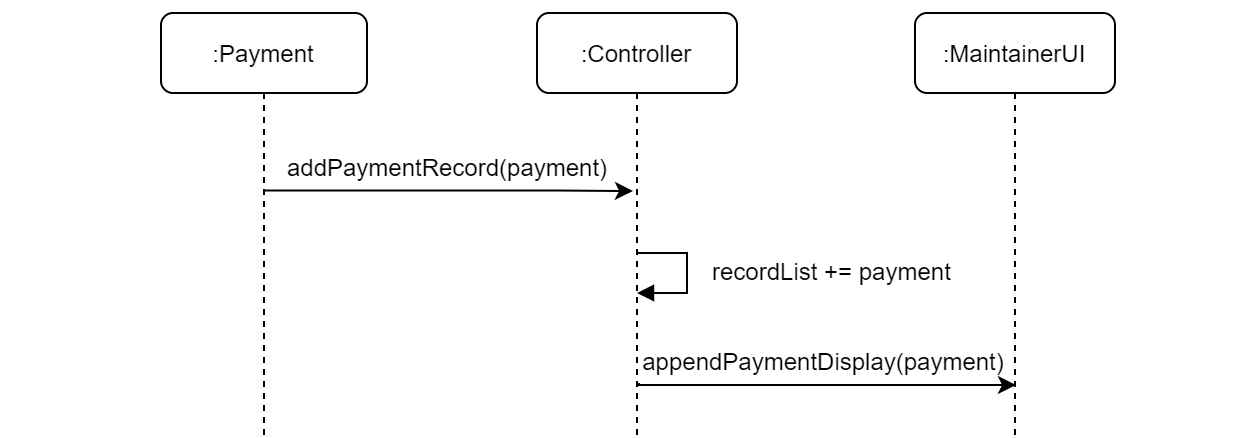 :Payment
:Controller
:MaintainerUI
addPaymentRecord(payment)
recordList += payment
appendPaymentDisplay(payment)